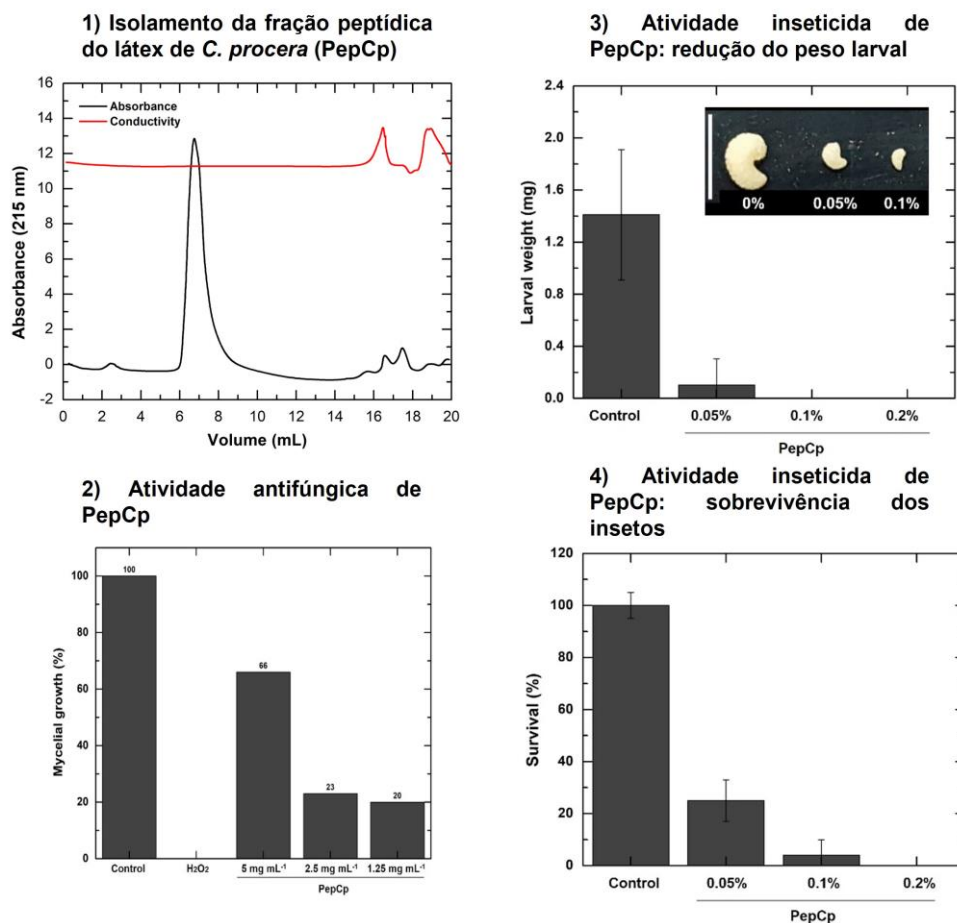 1) Isolamento da fração peptídica
do látex de C. procera (PepCp)
16
14
12
10
8
6
4
2
0
-2
Absorbance (215 nm)
Absorbance
Conductivity
0 2 4 6 8 10 12 14 16 18 20
Volume (mL)
2) Atividade antifúngica de
PepCp
100
80
60
40
20
0
Mycelial growth (%)
100
66
23
20
Control H₂O₂ 5 mg mL⁻¹ 2.5 mg mL⁻¹ 1.25 mg mL⁻¹
PepCp
3) Atividade inseticida de
PepCp: redução do peso larval
2.4
2.0
1.6
1.2
0.8
0.4
0.0
Larval weight (mg)
0% 0.05% 0.1%
Control 0.05% 0.1% 0.2%
PepCp
4) Atividade inseticida de
PepCp: sobrevivência dos
insetos
120
100
80
60
40
20
0
Survival (%)
Control 0.05% 0.1% 0.2%
PepCp